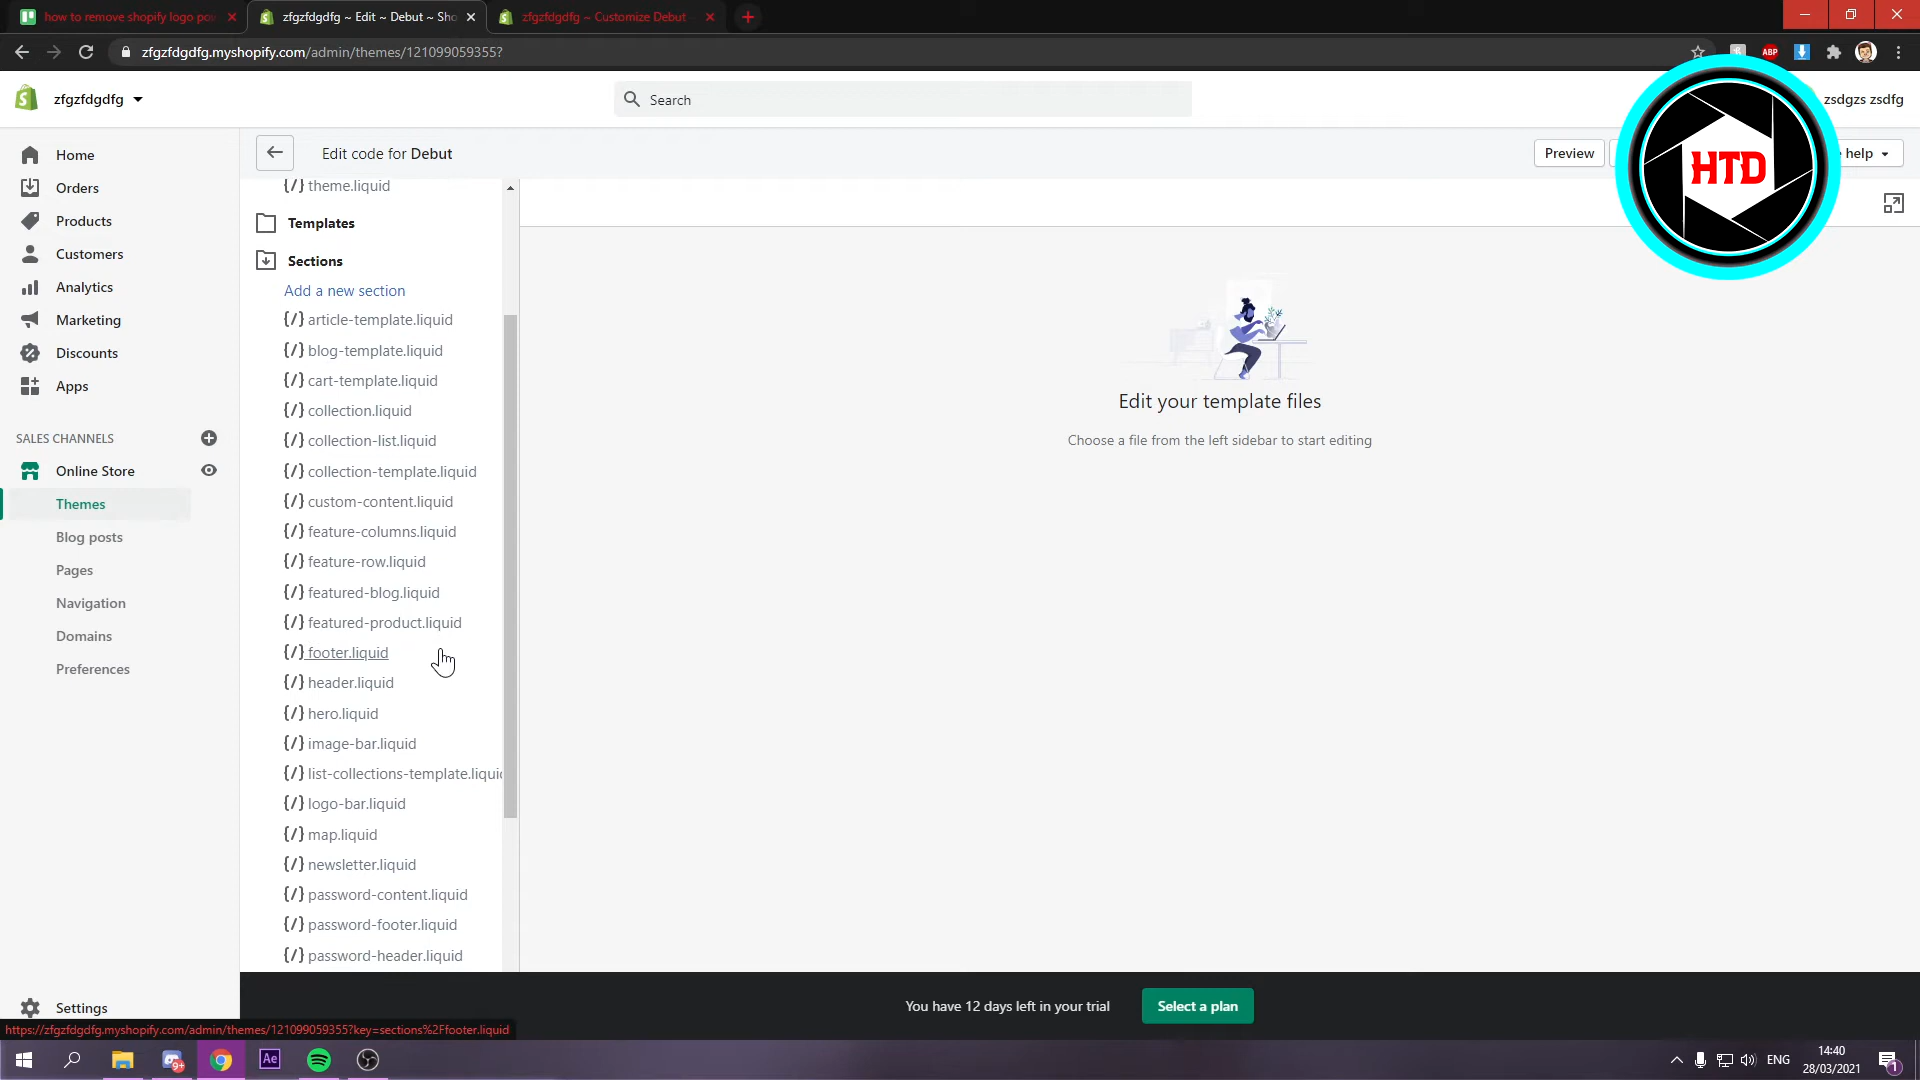 how to remove shopify logo po
zfgzfdgdfg ~ Edit ~ Debut ~ Sho
zfgzfdgdfg ~ Customize Debut
zfgzfdgdfg.myshopify.com/admin/themes/121099059355?
ABP
zfgzfdgdfg
Search
zsdgzs zsdfg
HTD
Edit code for Debut
Preview
help
Home
Orders
Products
Customers
Analytics
Marketing
Discounts
Apps
SALES CHANNELS
Online Store
Themes
Blog posts
Pages
Navigation
Domains
Preferences
Settings
{/} theme.liquid
Templates
Sections
Add a new section
{/} article-template.liquid
{/} blog-template.liquid
{/} cart-template.liquid
{/} collection.liquid
{/} collection-list.liquid
{/} collection-template.liquid
{/} custom-content.liquid
{/} feature-columns.liquid
{/} feature-row.liquid
{/} featured-blog.liquid
{/} featured-product.liquid
{/} footer.liquid
{/} header.liquid
{/} hero.liquid
{/} image-bar.liquid
{/} list-collections-template.liquid
{/} logo-bar.liquid
{/} map.liquid
{/} newsletter.liquid
{/} password-content.liquid
{/} password-footer.liquid
{/} password-header.liquid
Edit your template files
Choose a file from the left sidebar to start editing
You have 12 days left in your trial
Select a plan
https://zfgzfdgdfg.myshopify.com/admin/themes/121099059355?key=sections%2Ffooter.liquid
9+
Ae
ENG
14:40
28/03/2021
1